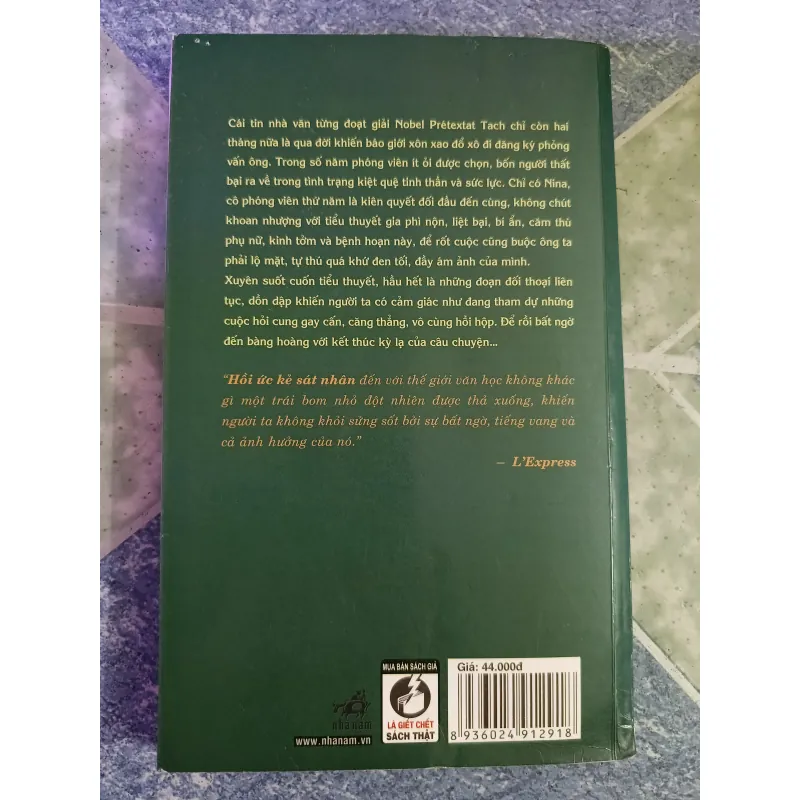 Cái tin nhà văn từng đoạt giải Nobel Prétextat Tach chỉ còn hai
tháng nữa là qua đời khiến báo giới xôn xao đổ xô đi đăng ký phỏng
vấn ông. Trong số năm phóng viên ít ỏi được chọn, bốn người thất
bại ra về trong tình trạng kiệt quệ tinh thần và sức lực. Chỉ có Nina,
cô phóng viên thứ năm là kiên quyết đối đầu đến cùng, không chút
khoan nhượng với tiểu thuyết gia phì nộn, liệt bại, bí ẩn, căm thù
phụ nữ, kinh tởm và bệnh hoạn này, để rốt cuộc cũng buộc ông ta
phải lộ mặt, tự thú quá khứ đen tối, đầy ám ảnh của mình.
Xuyên suốt cuốn tiểu thuyết, hầu hết là những đoạn đối thoại liên
tục, dồn dập khiến người ta có cảm giác như đang tham dự những
cuộc hỏi cung gay cấn, căng thẳng, vô cùng hồi hộp. Để rồi bất ngờ
đến bàng hoàng với kết thúc kỳ lạ của câu chuyện...
“Hồi ức kẻ sát nhân đến với thế giới văn học không khác
gì một trái bom nhỏ đột nhiên được thả xuống, khiến
người ta không khỏi sửng sốt bởi sự bất ngờ, tiếng vang và
cả ảnh hưởng của nó.”
– L’Express
nhanam
www.nhanam.vn
MUA BÁN SÁCH GIẢ
LÀ GIẾT CHẾT
SÁCH THẬT
Giá: 44.000đ
8 936024 912918